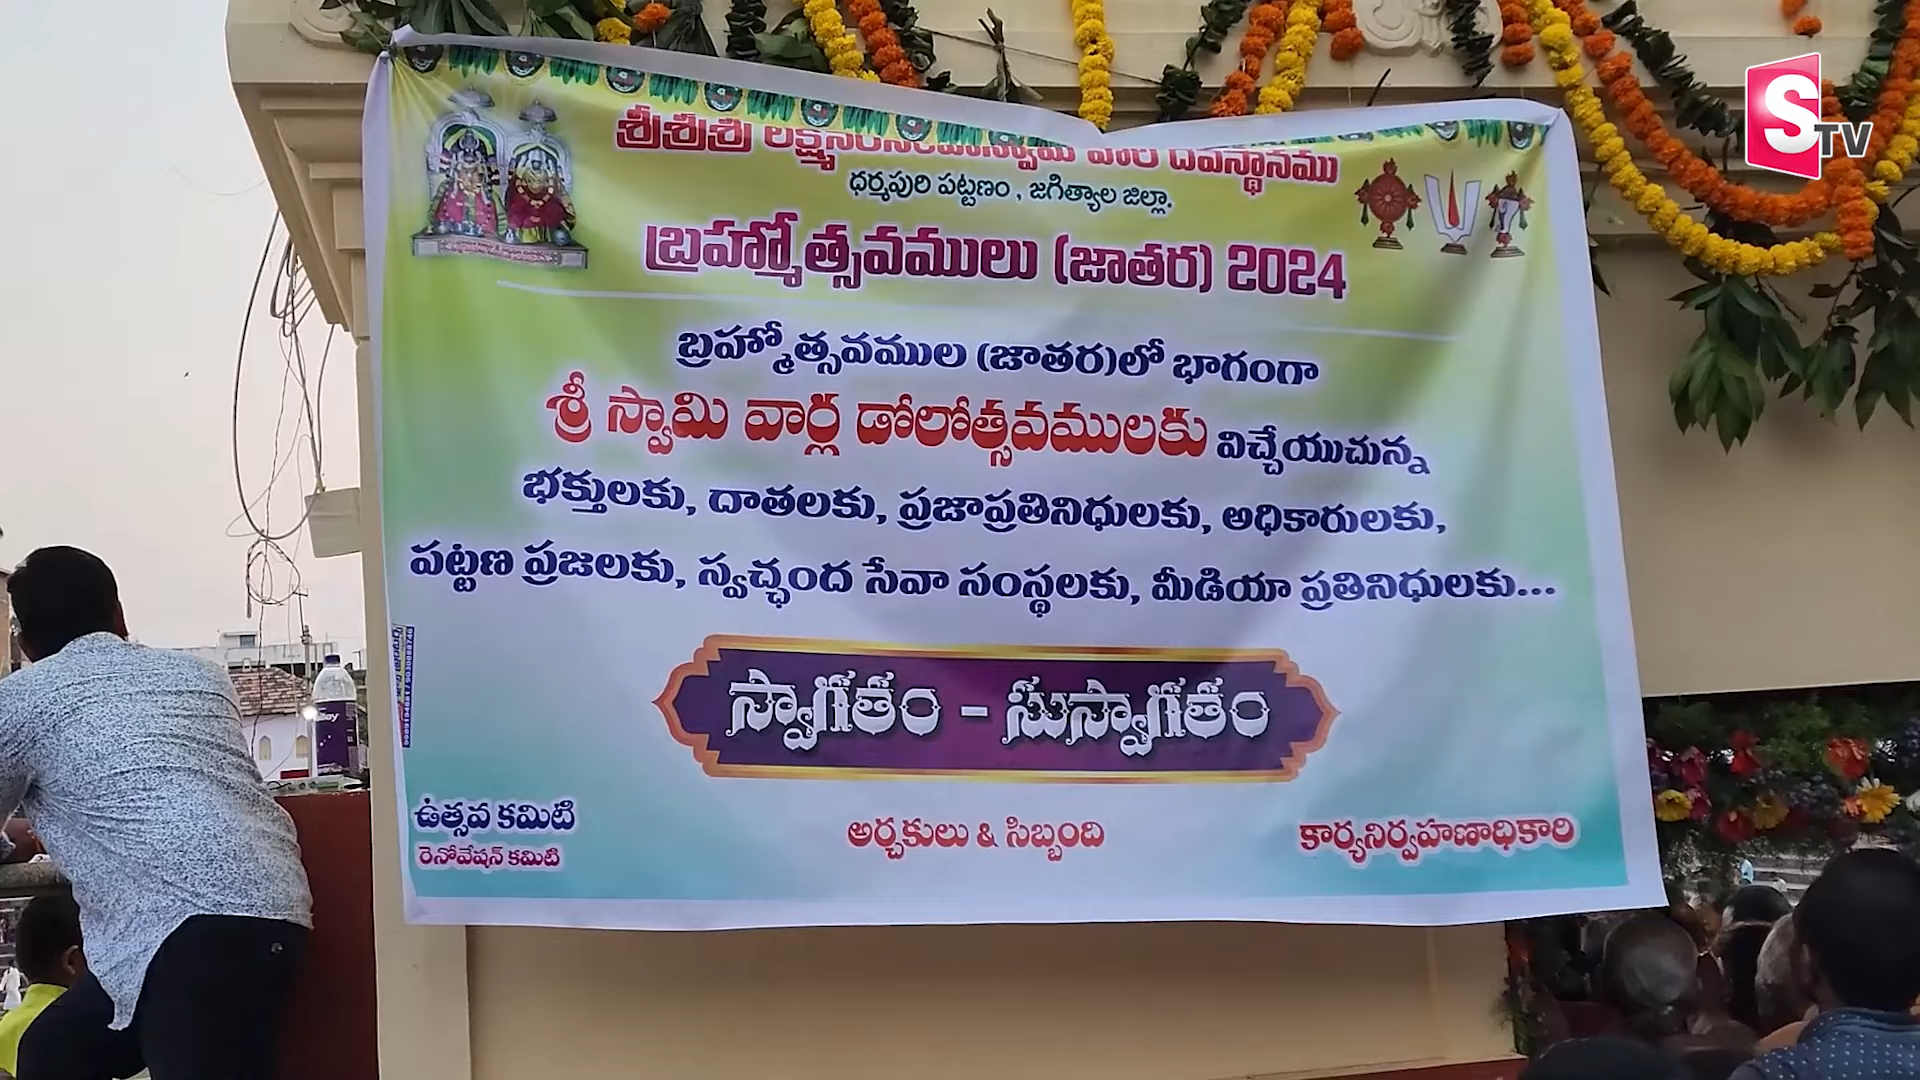 STV
శ్రీశ్రీశ్రీ లక్ష్మీనరసింహస్వామి వారి దేవస్థానము
ధర్మపురి పట్టణం, జగిత్యాల జిల్లా.
బ్రహ్మోత్సవములు (జాతర) 2024
బ్రహ్మోత్సవముల (జాతర)లో భాగంగా
శ్రీ స్వామి వార్ల డోలోత్సవములకు విచ్చేయుచున్న
భక్తులకు, దాతలకు, ప్రజాప్రతినిధులకు, అధికారులకు,
పట్టణ ప్రజలకు, స్వచ్ఛంద సేవా సంస్థలకు, మీడియా ప్రతినిధులకు...
స్వాగతం - సుస్వాగతం
ఉత్సవ కమిటి
రెనోవేషన్ కమిటి
అర్చకులు & సిబ్బంది
కార్యనిర్వహణాధికారి